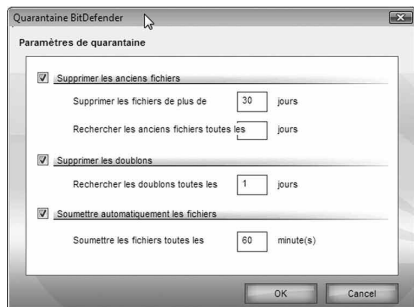 Quarantaine BitDefender
Paramètres de quarantaine
Supprimer les anciens fichiers
Supprimer les fichiers de plus de 30 jours
Rechercher les anciens fichiers toutes les jours
Supprimer les doublons
Rechercher les doublons toutes les 1 jours
Soumettre automatiquement les fichiers
Soumettre les fichiers toutes les 60 minute(s)
OK Cancel